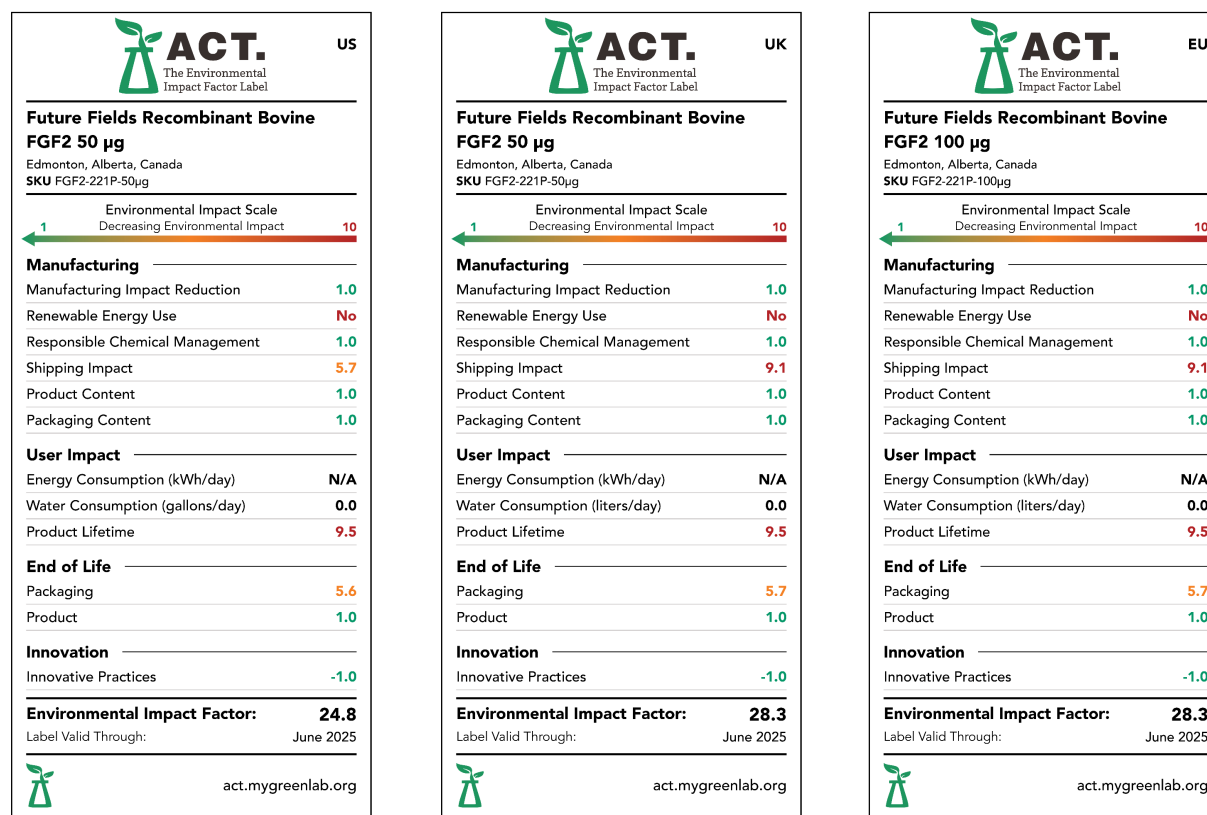 ACT.
US
The Environmental
Impact Factor Label
Future Fields Recombinant Bovine
FGF2 50 µg
Edmonton, Alberta, Canada
SKU FGF2-221P-50µg
Environmental Impact Scale
1 Decreasing Environmental Impact 10
Manufacturing
Manufacturing Impact Reduction 1.0
Renewable Energy Use No
Responsible Chemical Management 1.0
Shipping Impact 5.7
Product Content 1.0
Packaging Content 1.0
User Impact
Energy Consumption (kWh/day) N/A
Water Consumption (gallons/day) 0.0
Product Lifetime 9.5
End of Life
Packaging 5.6
Product 1.0
Innovation
Innovative Practices -1.0
Environmental Impact Factor: 24.8
Label Valid Through: June 2025
act.mygreenlab.org
ACT.
UK
The Environmental
Impact Factor Label
Future Fields Recombinant Bovine
FGF2 50 µg
Edmonton, Alberta, Canada
SKU FGF2-221P-50µg
Environmental Impact Scale
1 Decreasing Environmental Impact 10
Manufacturing
Manufacturing Impact Reduction 1.0
Renewable Energy Use No
Responsible Chemical Management 1.0
Shipping Impact 9.1
Product Content 1.0
Packaging Content 1.0
User Impact
Energy Consumption (kWh/day) N/A
Water Consumption (liters/day) 0.0
Product Lifetime 9.5
End of Life
Packaging 5.7
Product 1.0
Innovation
Innovative Practices -1.0
Environmental Impact Factor: 28.3
Label Valid Through: June 2025
act.mygreenlab.org
ACT.
EU
The Environmental
Impact Factor Label
Future Fields Recombinant Bovine
FGF2 100 µg
Edmonton, Alberta, Canada
SKU FGF2-221P-100µg
Environmental Impact Scale
1 Decreasing Environmental Impact 10
Manufacturing
Manufacturing Impact Reduction 1.0
Renewable Energy Use No
Responsible Chemical Management 1.0
Shipping Impact 9.1
Product Content 1.0
Packaging Content 1.0
User Impact
Energy Consumption (kWh/day) N/A
Water Consumption (liters/day) 0.0
Product Lifetime 9.5
End of Life
Packaging 5.7
Product 1.0
Innovation
Innovative Practices -1.0
Environmental Impact Factor: 28.3
Label Valid Through: June 2025
act.mygreenlab.org